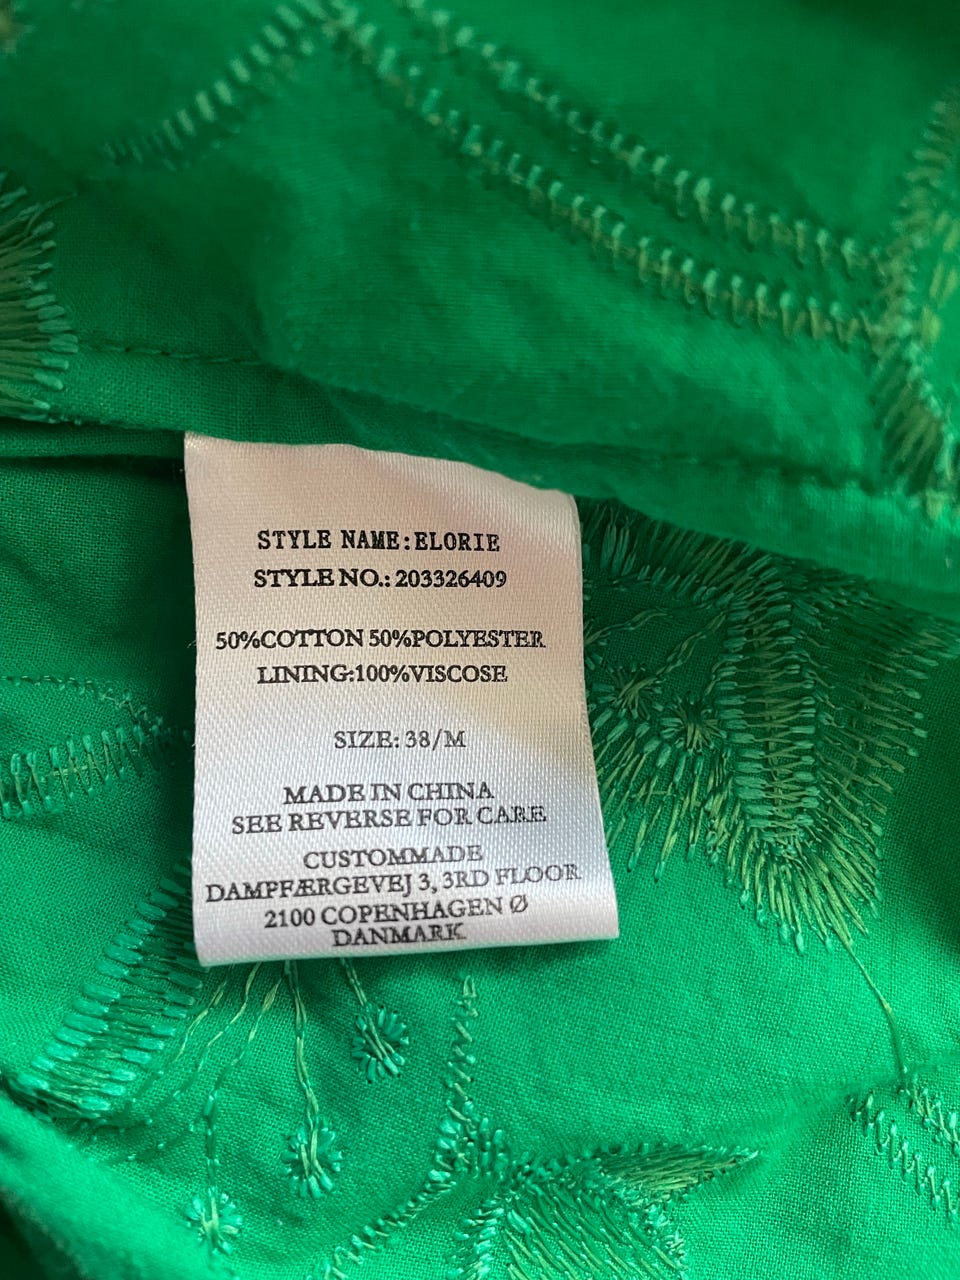 STYLE NAME:ELORIE
STYLE NO.: 203326409
50%COTTON 50%POLYESTER
LINING:100%VISCOSE
SIZE: 38/M
MADE IN CHINA
SEE REVERSE FOR CARE
CUSTOMMADE
DAMPFÆRGEVEJ 3, 3RD FLOOR
2100 COPENHAGEN Ø
DANMARK